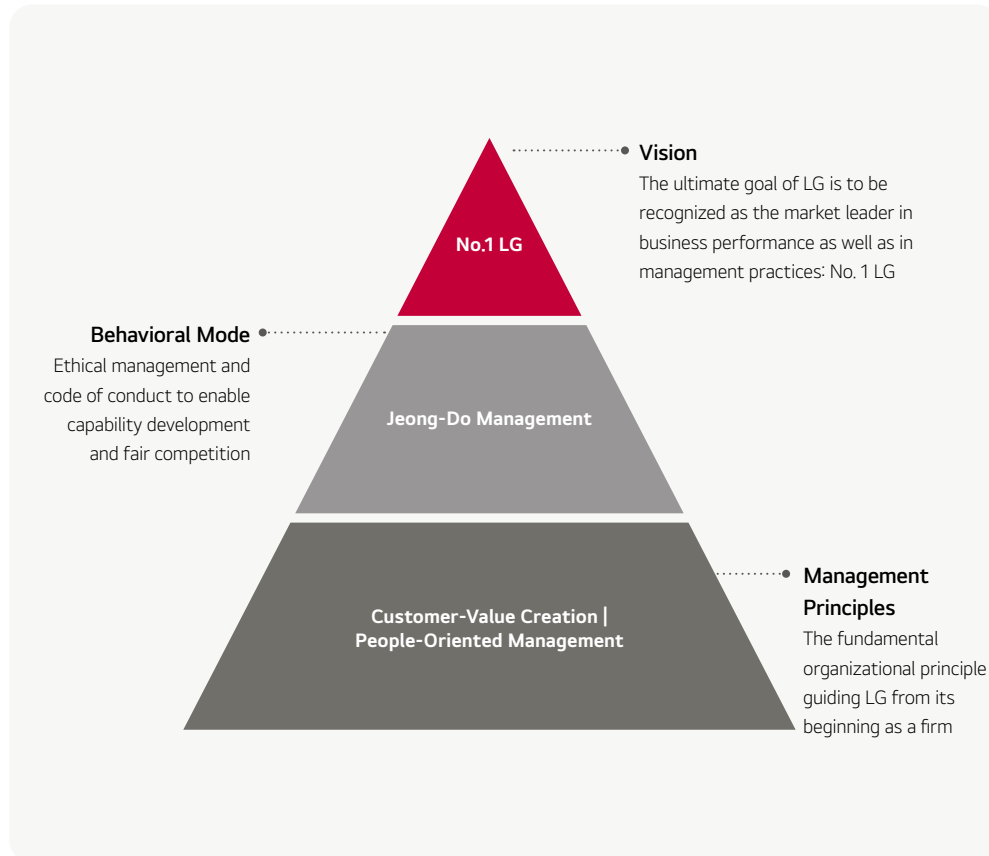 Vision
The ultimate goal of LG is to be
recognized as the market leader in
business performance as well as in
management practices: No. 1 LG
No.1 LG
Behavioral Mode
Ethical management and
code of conduct to enable
capability development
and fair competition
Jeong-Do Management
Management
Principles
The fundamental
organizational principle
guiding LG from its
beginning as a firm
Customer-Value Creation |
People-Oriented Management